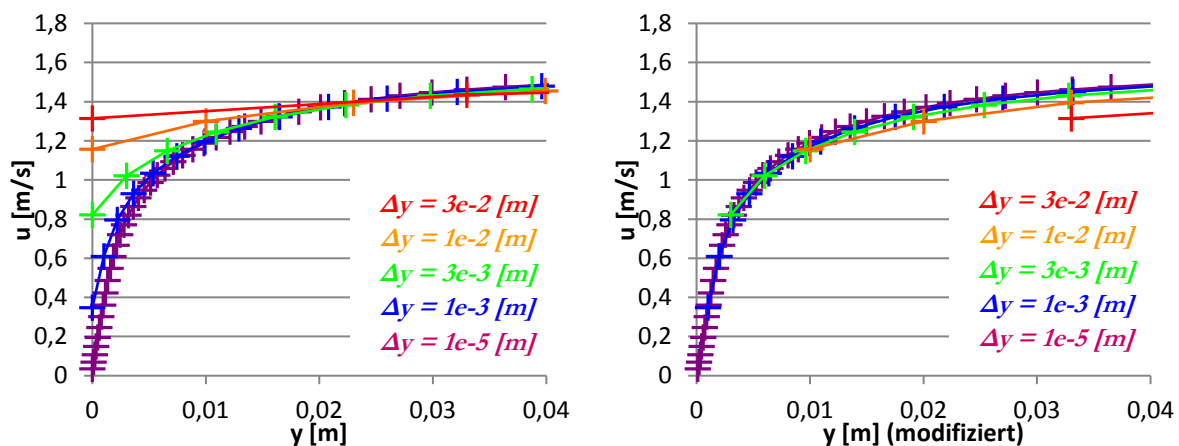 1,8
1,6
1,4
1,2
1
0,8
0,6
0,4
0,2
0
u [m/s]
Δy = 3e-2 [m]
Δy = 1e-2 [m]
Δy = 3e-3 [m]
Δy = 1e-3 [m]
Δy = 1e-5 [m]
0 0,01 0,02 0,03 0,04
y [m]
1,8
1,6
1,4
1,2
1
0,8
0,6
0,4
0,2
0
u [m/s]
Δy = 3e-2 [m]
Δy = 1e-2 [m]
Δy = 3e-3 [m]
Δy = 1e-3 [m]
Δy = 1e-5 [m]
0 0,01 0,02 0,03 0,04
y [m] (modifiziert)